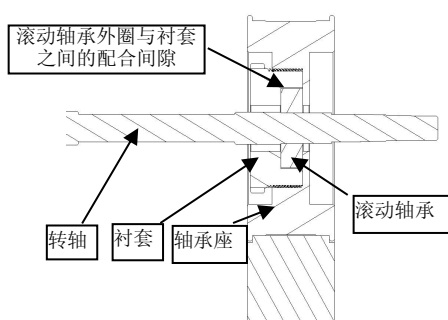 滚动轴承外圈与衬套
之间的配合间隙
转轴
衬套
轴承座
滚动轴承